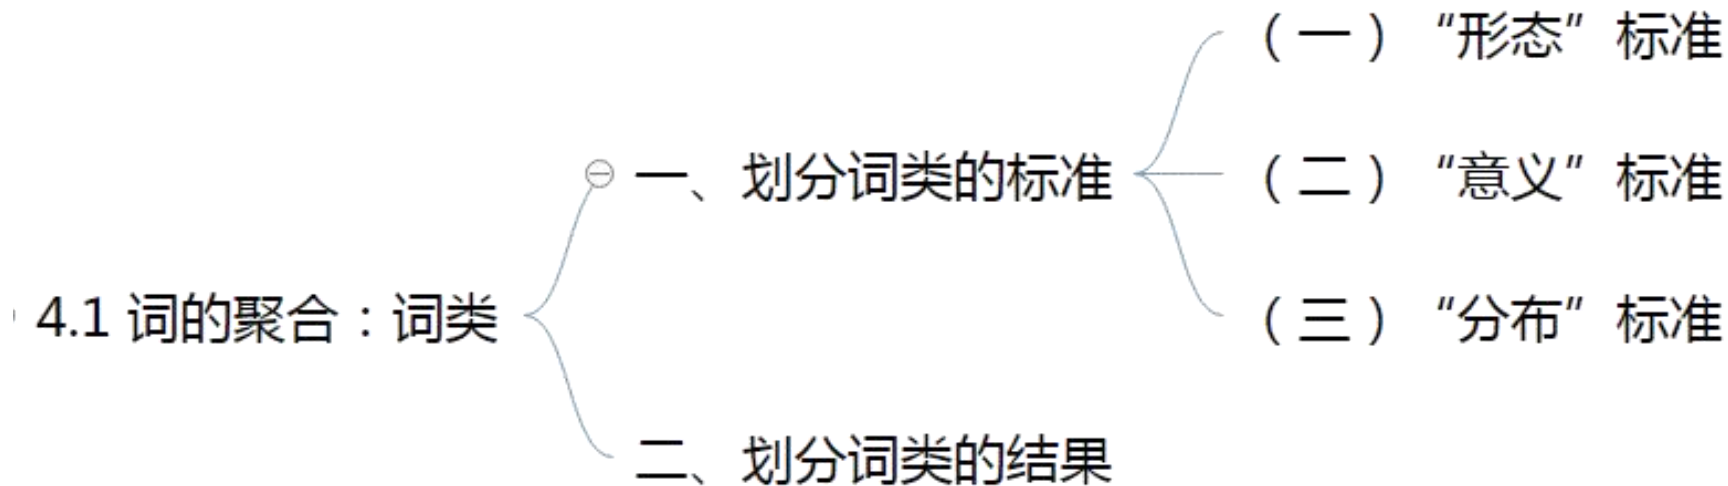 4.1 词的聚合：词类
一、划分词类的标准
（一）“形态”标准
（二）“意义”标准
（三）“分布”标准
二、划分词类的结果